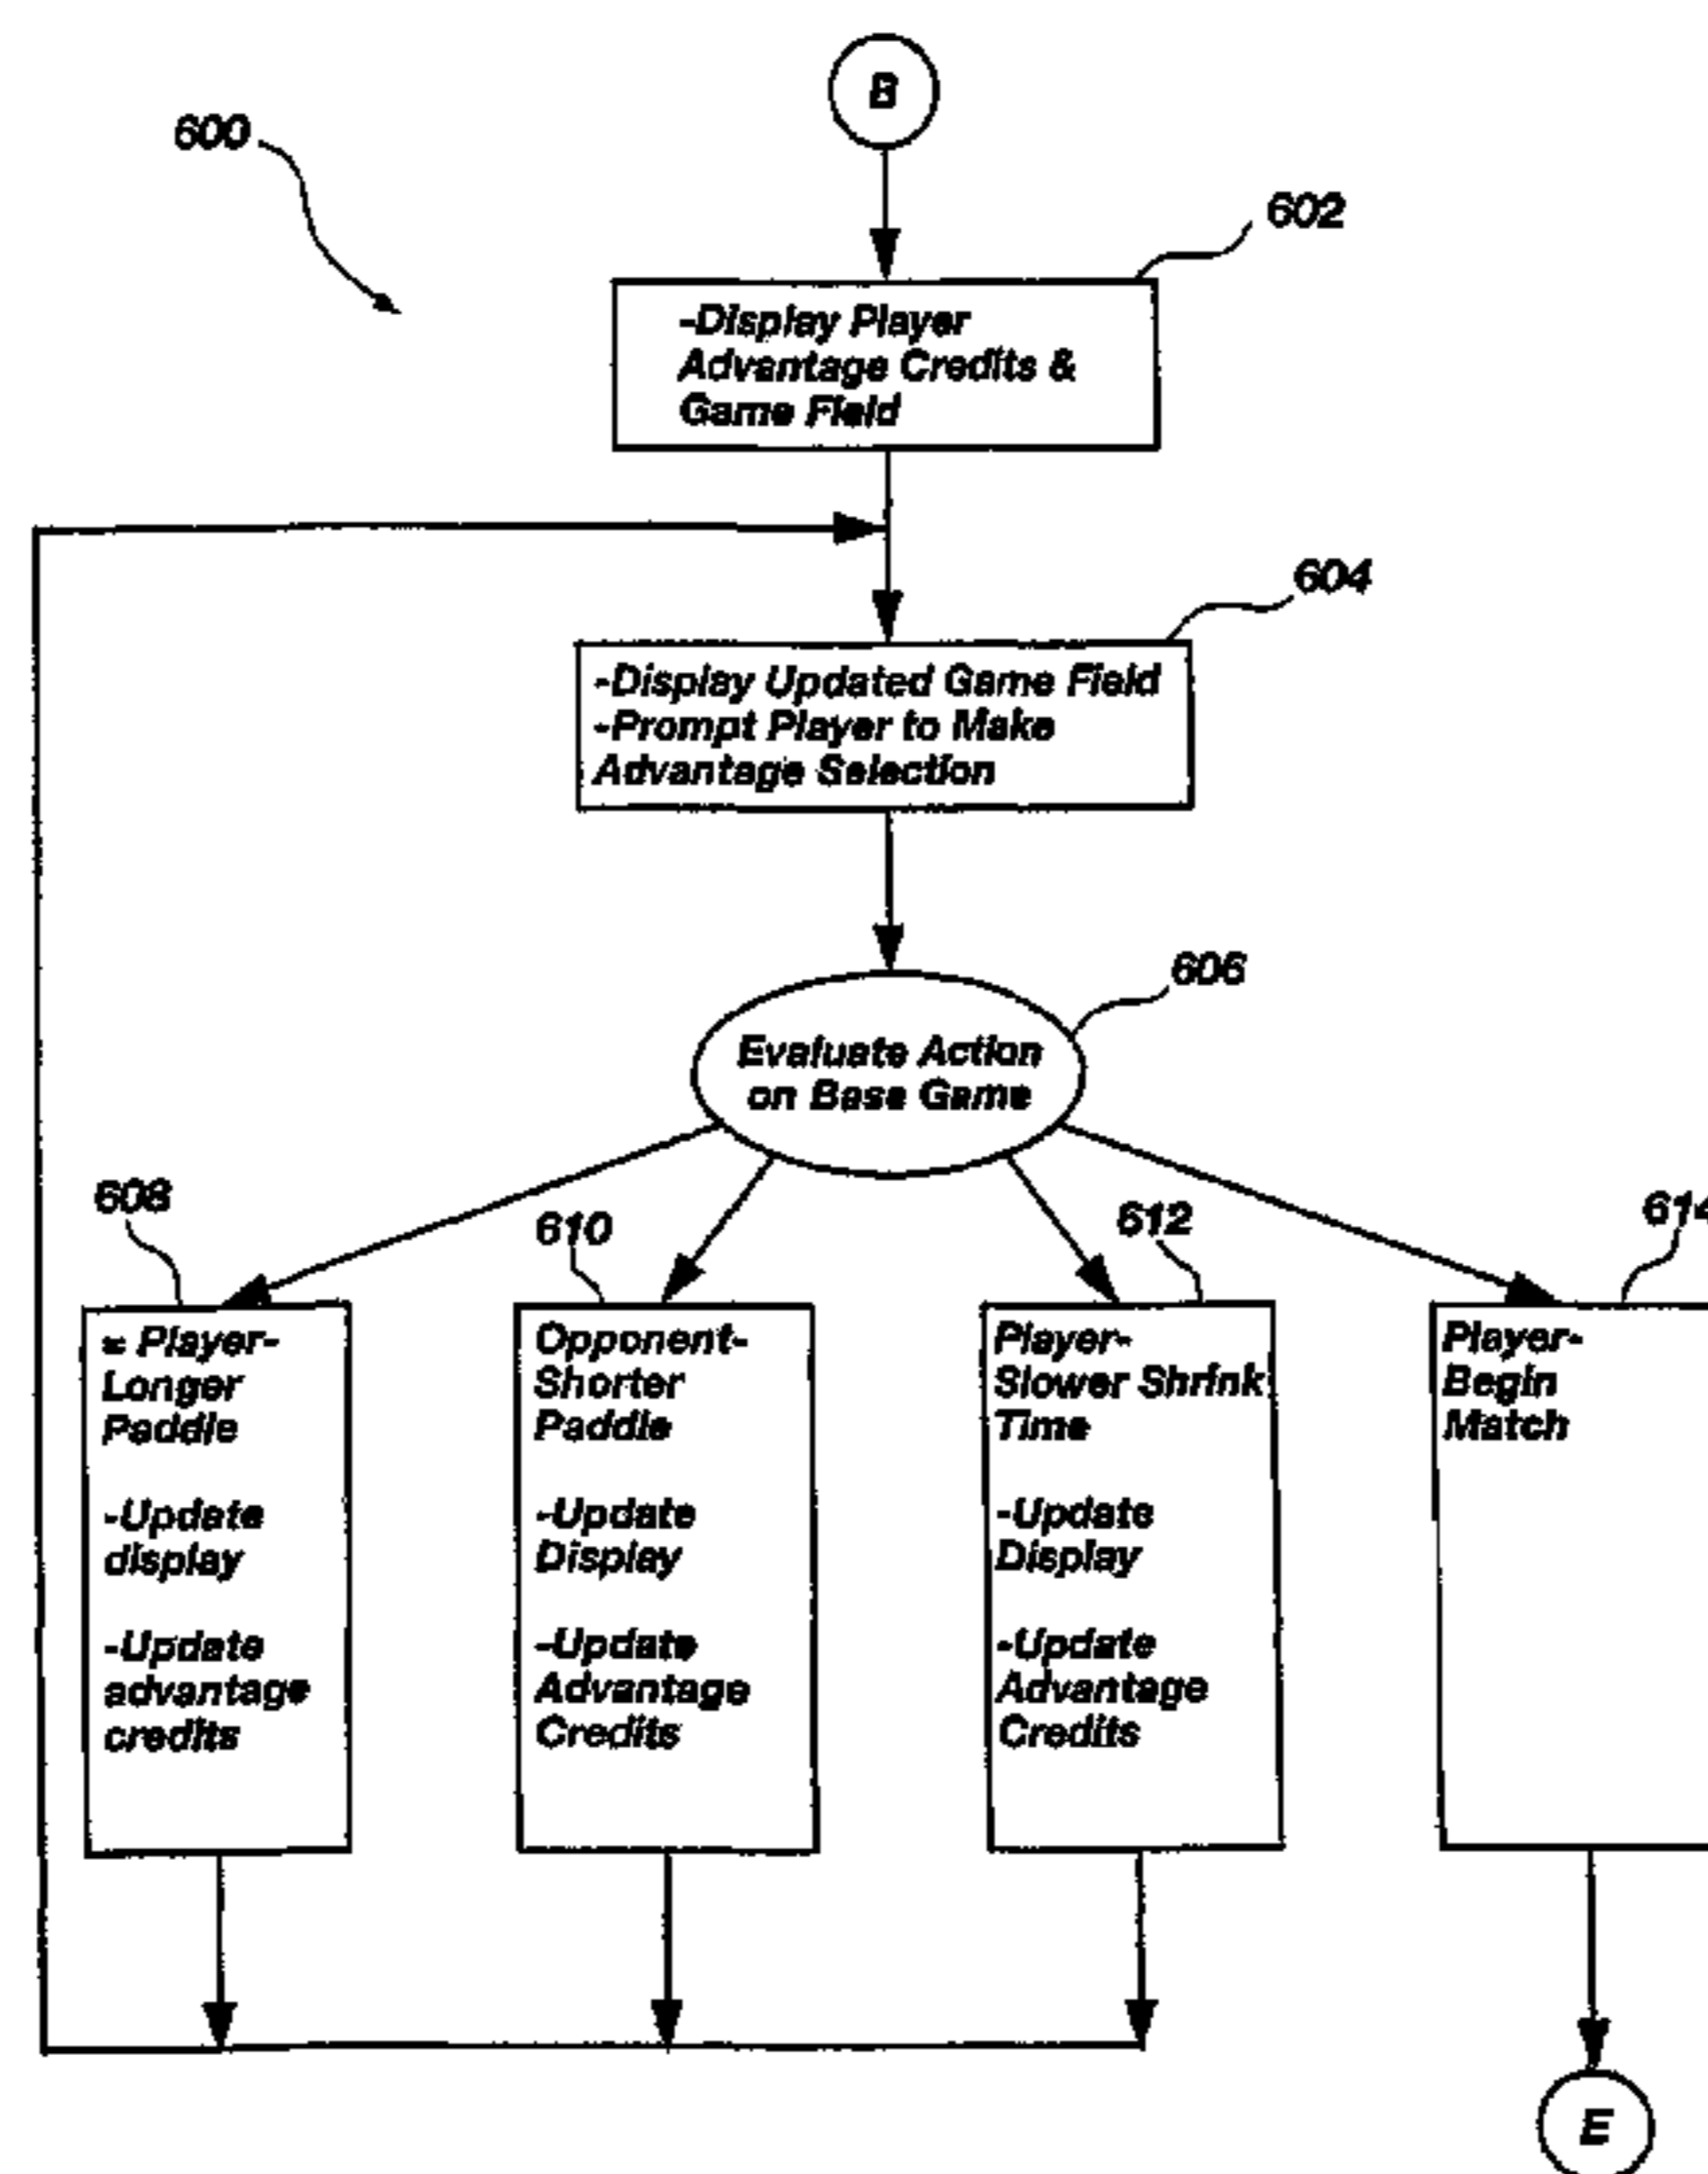 B
600
602
-Display Player
Advantage Credits &
Game Field
604
-Display Updated Game Field
-Prompt Player to Make
Advantage Selection
606
Evaluate Action
on Base Game
608
= Player-
Longer
Paddle
-Update
display
-Update
advantage
credits
610
Opponent-
Shorter
Paddle
-Update
Display
-Update
Advantage
Credits
612
Player-
Slower Shrink
Time
-Update
Display
-Update
Advantage
Credits
614
Player-
Begin
Match
E